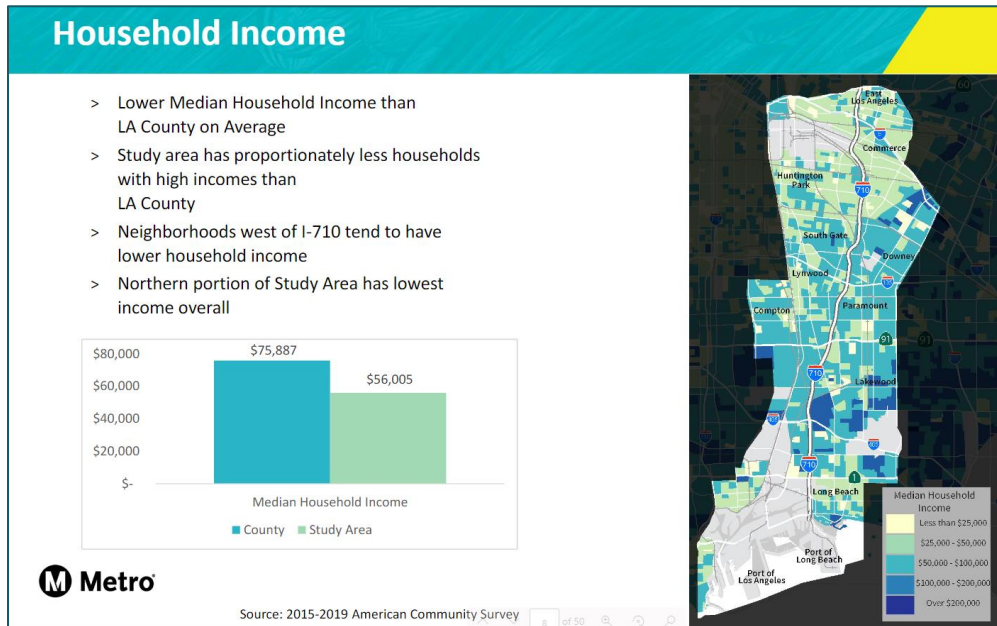 Household Income
> Lower Median Household Income than
LA County on Average
> Study area has proportionately less households
with high incomes than
LA County
> Neighborhoods west of I-710 tend to have
lower household income
> Northern portion of Study Area has lowest
income overall
$80,000
$60,000
$40,000
$20,000
$-
$75,887
$56,005
Median Household Income
County
Study Area
M Metro
Source: 2015-2019 American Community Survey
of 50
60
East
Los Angeles
Commerce
Huntington
Park
710
South Gate
Downey
Lynwood
Compton
Paramount
91
91
710
Lakewood
405
710
1
Long Beach
Port of
Long Beach
Port of
Los Angeles
Median Household
Income
Less than $25,000
$25,000 - $50,000
$50,000 - $100,000
$100,000 - $200,000
Over $200,000